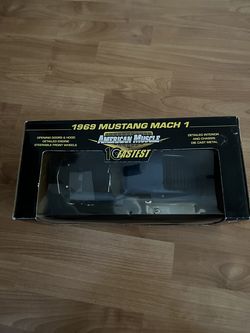 1969 MUSTANG MACH 1
AMERICAN MUSCLE
OPENING DOORS & HOOD
DETAILED ENGINE
STEERABLE FRONT WHEELS
DETAILED INTERIOR
AND CHASSIS
DIE CAST METAL
10 FASTEST